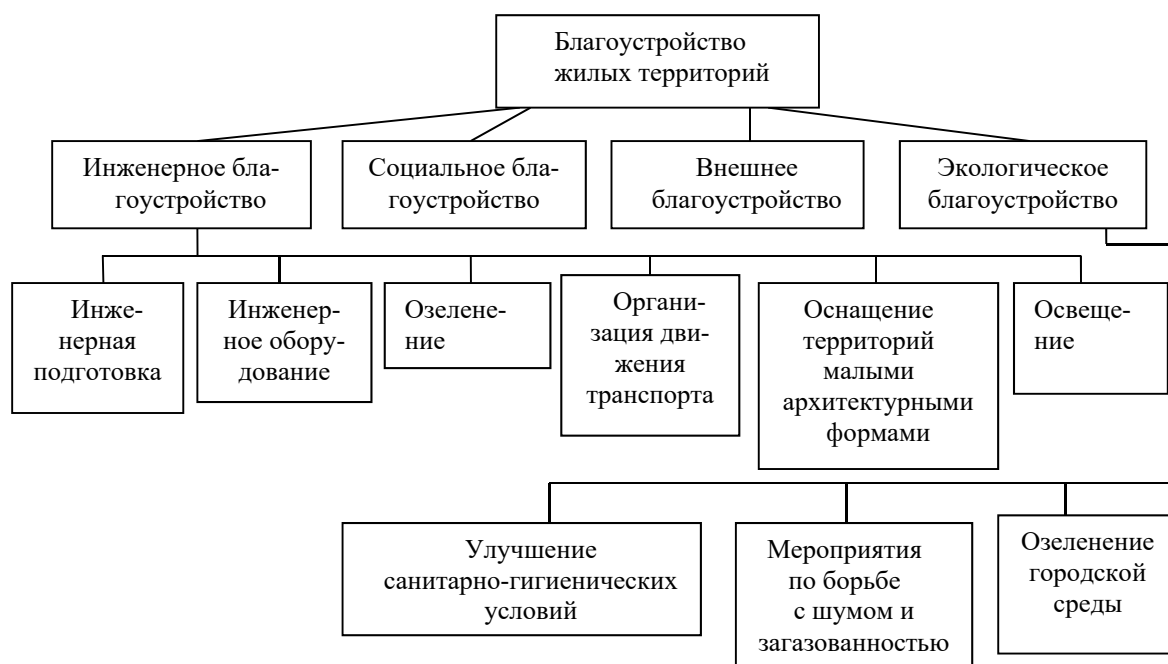 Благоустройство
жилых территорий
Инженерное бла-
гоустройство
Социальное бла-
гоустройство
Внешнее
благоустройство
Экологическое
благоустройство
Инже-
нерная
подготовка
Инженер-
ное обору-
дование
Озелене-
ние
Органи-
зация дви-
жения
транспорта
Оснащение
территорий
малыми
архитектурными
формами
Освеще-
ние
Улучшение
санитарно-гигиенических
условий
Мероприятия
по борьбе
с шумом и
загазованностью
Озеленение
городской
среды